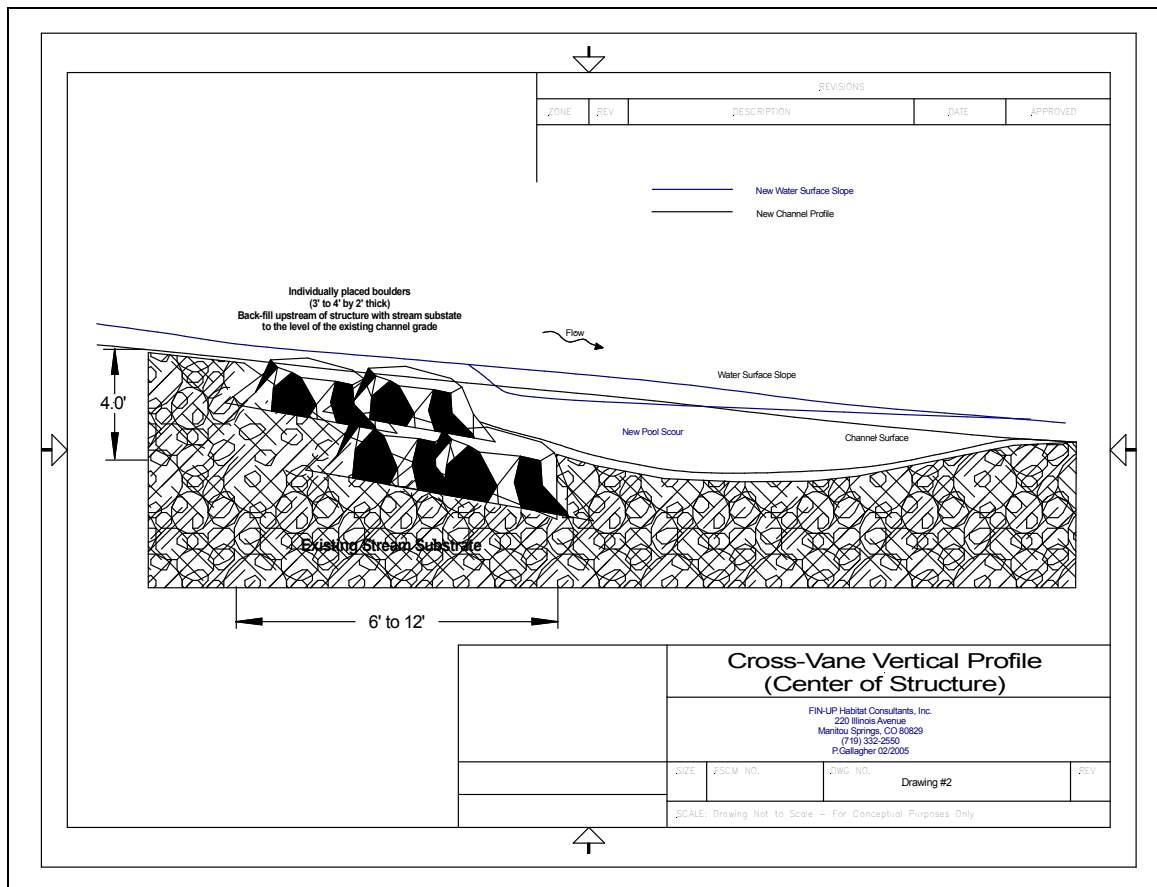 REVISIONS
ZONE REV DESCRIPTION DATE APPROVED
New Water Surface Slope
New Channel Profile
Individually placed boulders
(3' to 4' by 2' thick)
Back-fill upstream of structure with stream substate
to the level of the existing channel grade
Flow
Water Surface Slope
4.0'
New Pool Scour
Channel Surface
Existing Stream Substrate
6' to 12'
Cross-Vane Vertical Profile
(Center of Structure)
FIN-UP Habitat Consultants, Inc.
220 Illinois Avenue
Manitou Springs, CO 80829
(719) 332-2550
P.Gallagher 02/2005
SIZE FSCM NO. DWG NO. REV
Drawing #2
SCALE: Drawing Not to Scale - For Conceptual Purposes Only